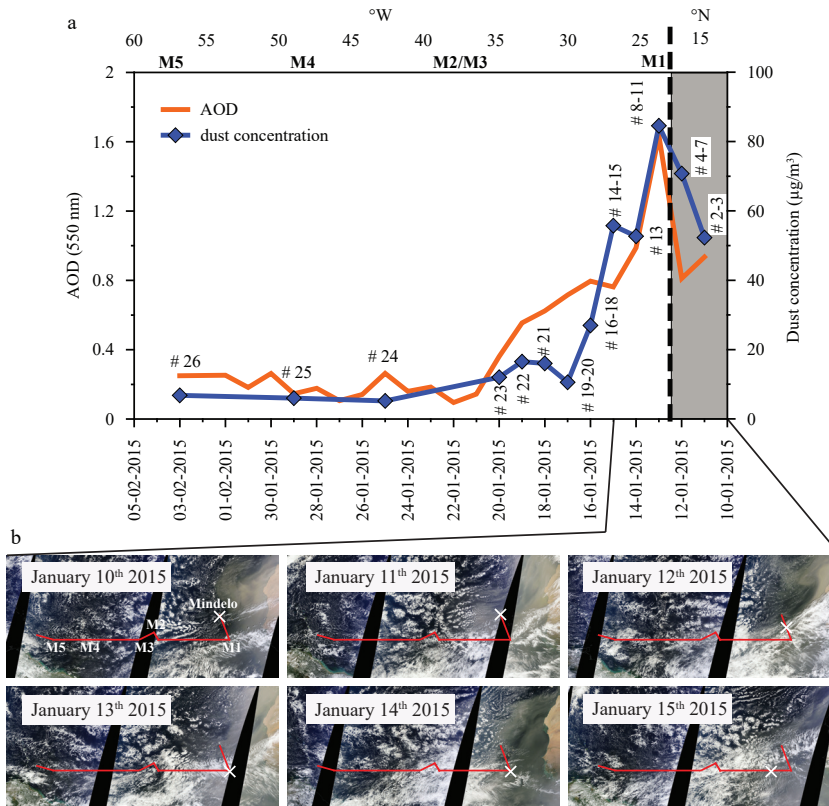 a
°W
°N
60 55 50 45 40 35 30 25 15
M5 M4 M2/M3 M1
2 100
1.6 80
1.2 60
0.8 40
0.4 20
0 0
AOD (550 nm)
Dust concentration (µg/m³)
AOD
dust concentration
# 26
# 25
# 24
# 23
# 22
# 21
# 19-20
# 16-18
# 14-15
# 13
# 8-11
# 4-7
# 2-3
05-02-2015
03-02-2015
01-02-2015
30-01-2015
28-01-2015
26-01-2015
24-01-2015
22-01-2015
20-01-2015
18-01-2015
16-01-2015
14-01-2015
12-01-2015
10-01-2015
b
January 10th 2015
Mindelo
M5 M4 M3 M2 M1
January 11th 2015
January 12th 2015
January 13th 2015
January 14th 2015
January 15th 2015